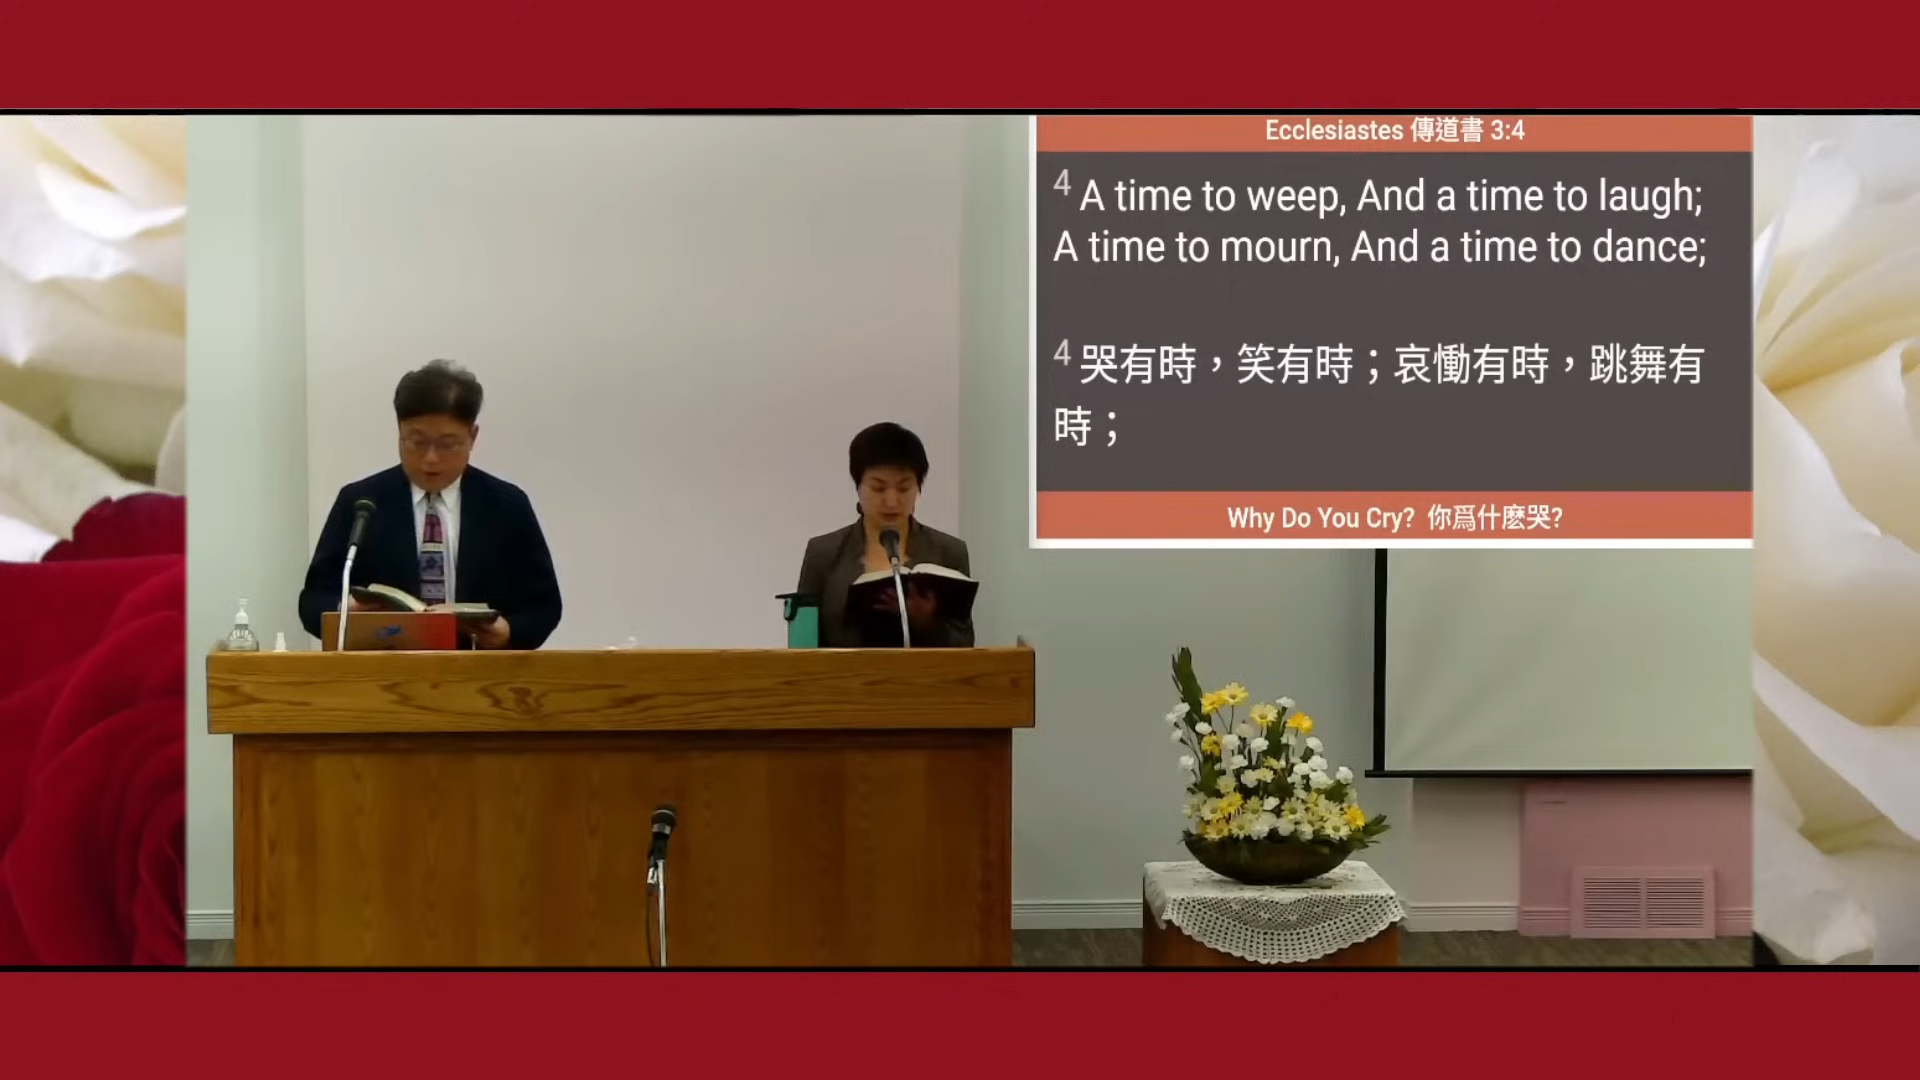 Ecclesiastes 傳道書 3:4
4 A time to weep, And a time to laugh;
A time to mourn, And a time to dance;
4 哭有時，笑有時；哀慟有時，跳舞有
時；
Why Do You Cry? 你爲什麽哭?